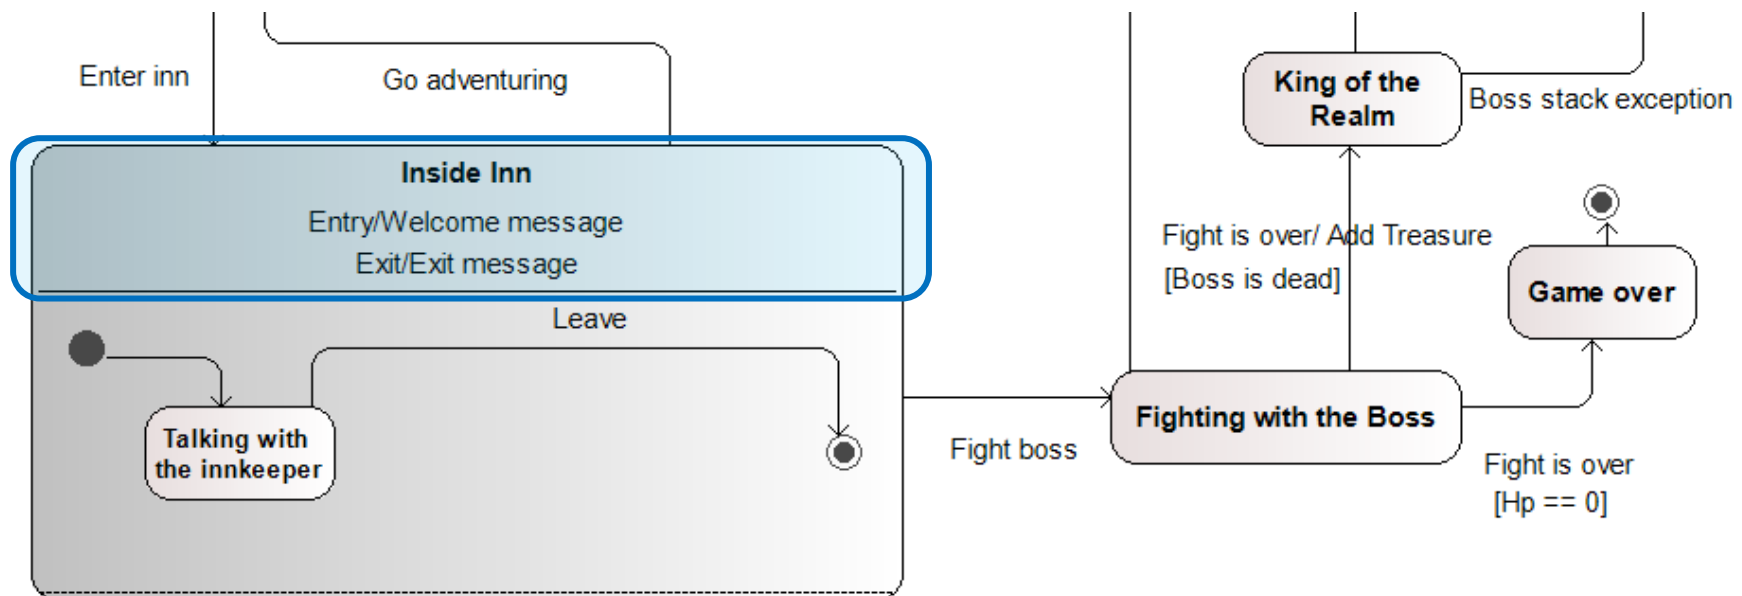 Enter inn
Go adventuring
Inside Inn
Entry/Welcome message
Exit/Exit message
Leave
Talking with
the innkeeper
Fight boss
King of the
Realm
Boss stack exception
Fight is over/ Add Treasure
[Boss is dead]
Game over
Fighting with the Boss
Fight is over
[Hp == 0]